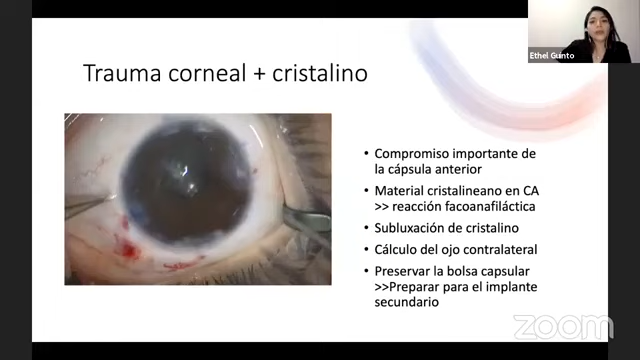 Ethel Guinto
Trauma corneal + cristalino
• Compromiso importante de
la cápsula anterior
• Material cristalineano en CA
>> reacción facoanafiláctica
• Subluxación de cristalino
• Cálculo del ojo contralateral
• Preservar la bolsa capsular
>>Preparar para el implante
secundario
zoom